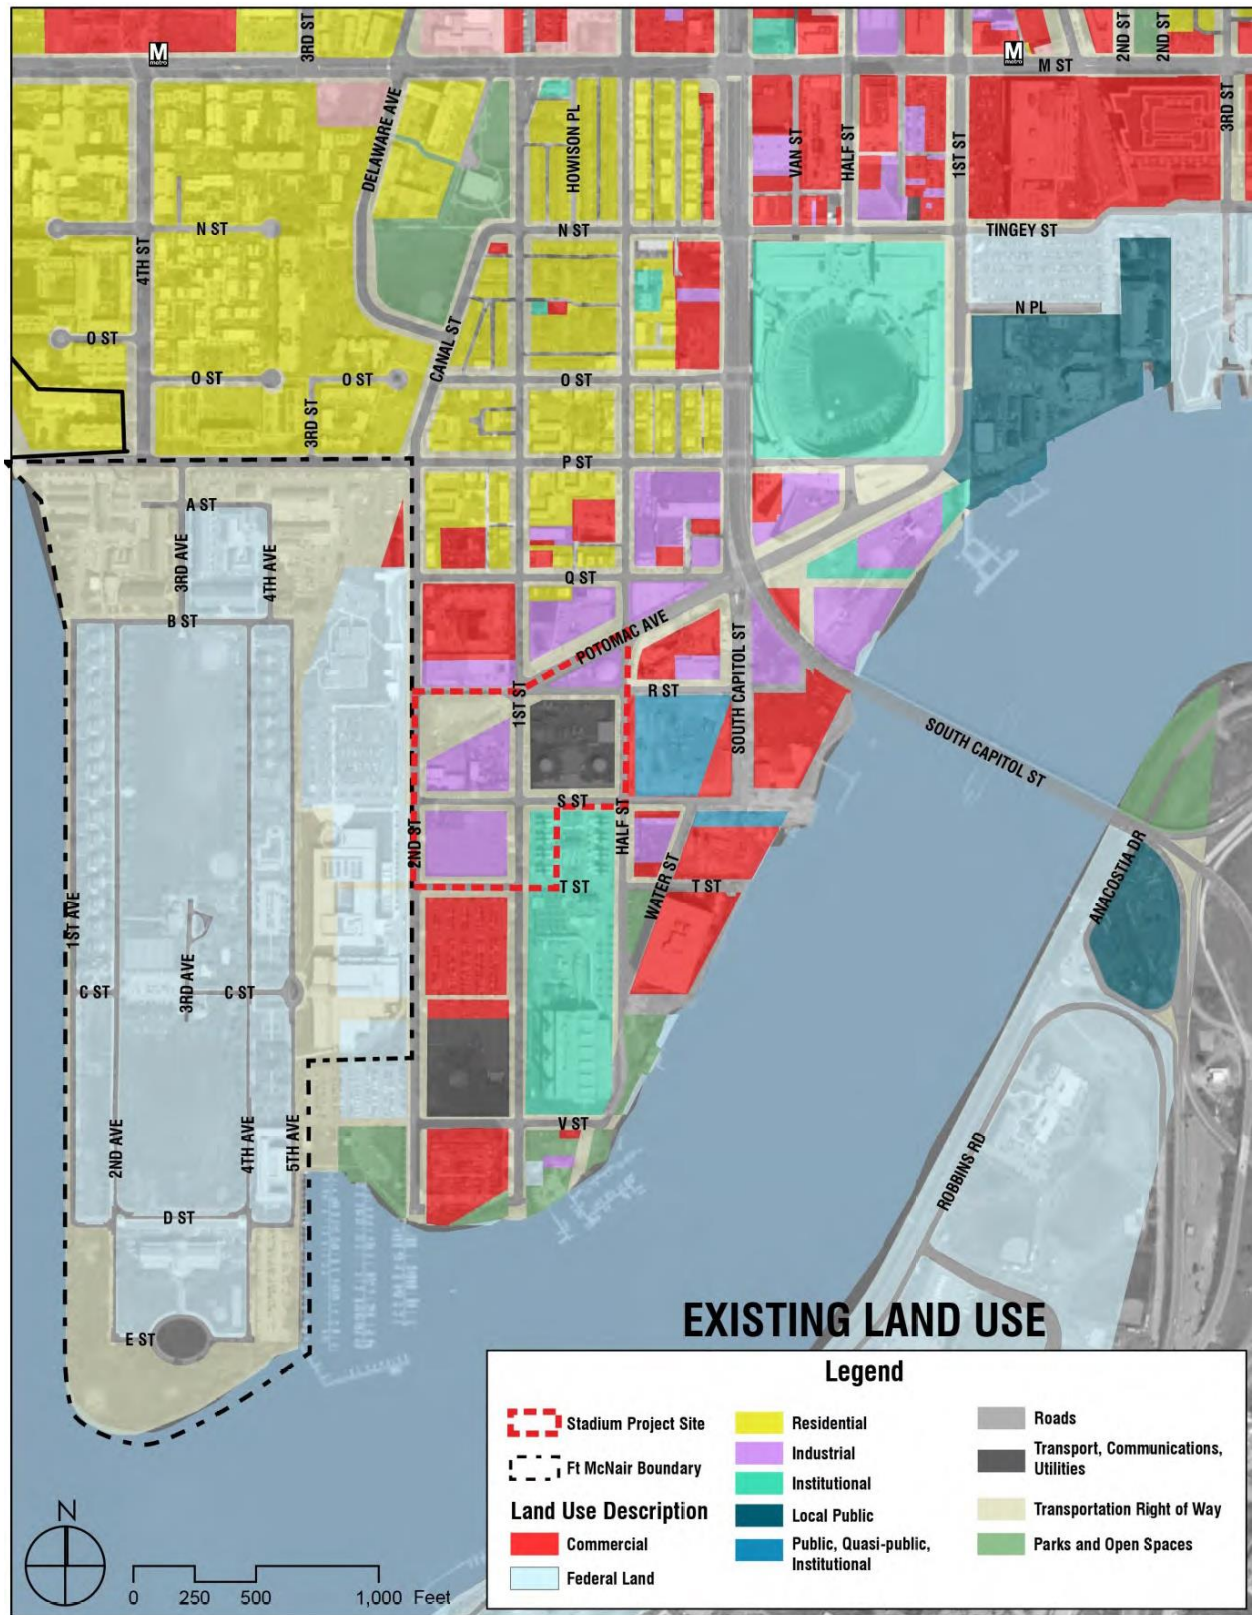 3RD ST
2ND ST
2ND ST
M
metro
M
metro
M ST
DELAWARE AVE
HOWISON PL
VAN ST
HALF ST
1ST ST
3RD ST
4TH ST
N ST
N ST
TINGEY ST
N PL
O ST
CANAL ST
O ST
O ST
O ST
3RD ST
P ST
A ST
3RD AVE
4TH AVE
Q ST
B ST
POTOMAC AVE
1ST ST
R ST
SOUTH CAPITOL ST
SOUTH CAPITOL ST
S ST
HALF ST
2ND ST
T ST
WATER ST
T ST
ANACOSTIA DR
1ST AVE
3RD AVE
C ST
C ST
2ND AVE
4TH AVE
5TH AVE
V ST
ROBBINS RD
D ST
E ST
EXISTING LAND USE
Legend
Stadium Project Site
Ft McNair Boundary
Land Use Description
Commercial
Federal Land
Residential
Industrial
Institutional
Local Public
Public, Quasi-public,
Institutional
Roads
Transport, Communications,
Utilities
Transportation Right of Way
Parks and Open Spaces
N
0 250 500 1,000 Feet